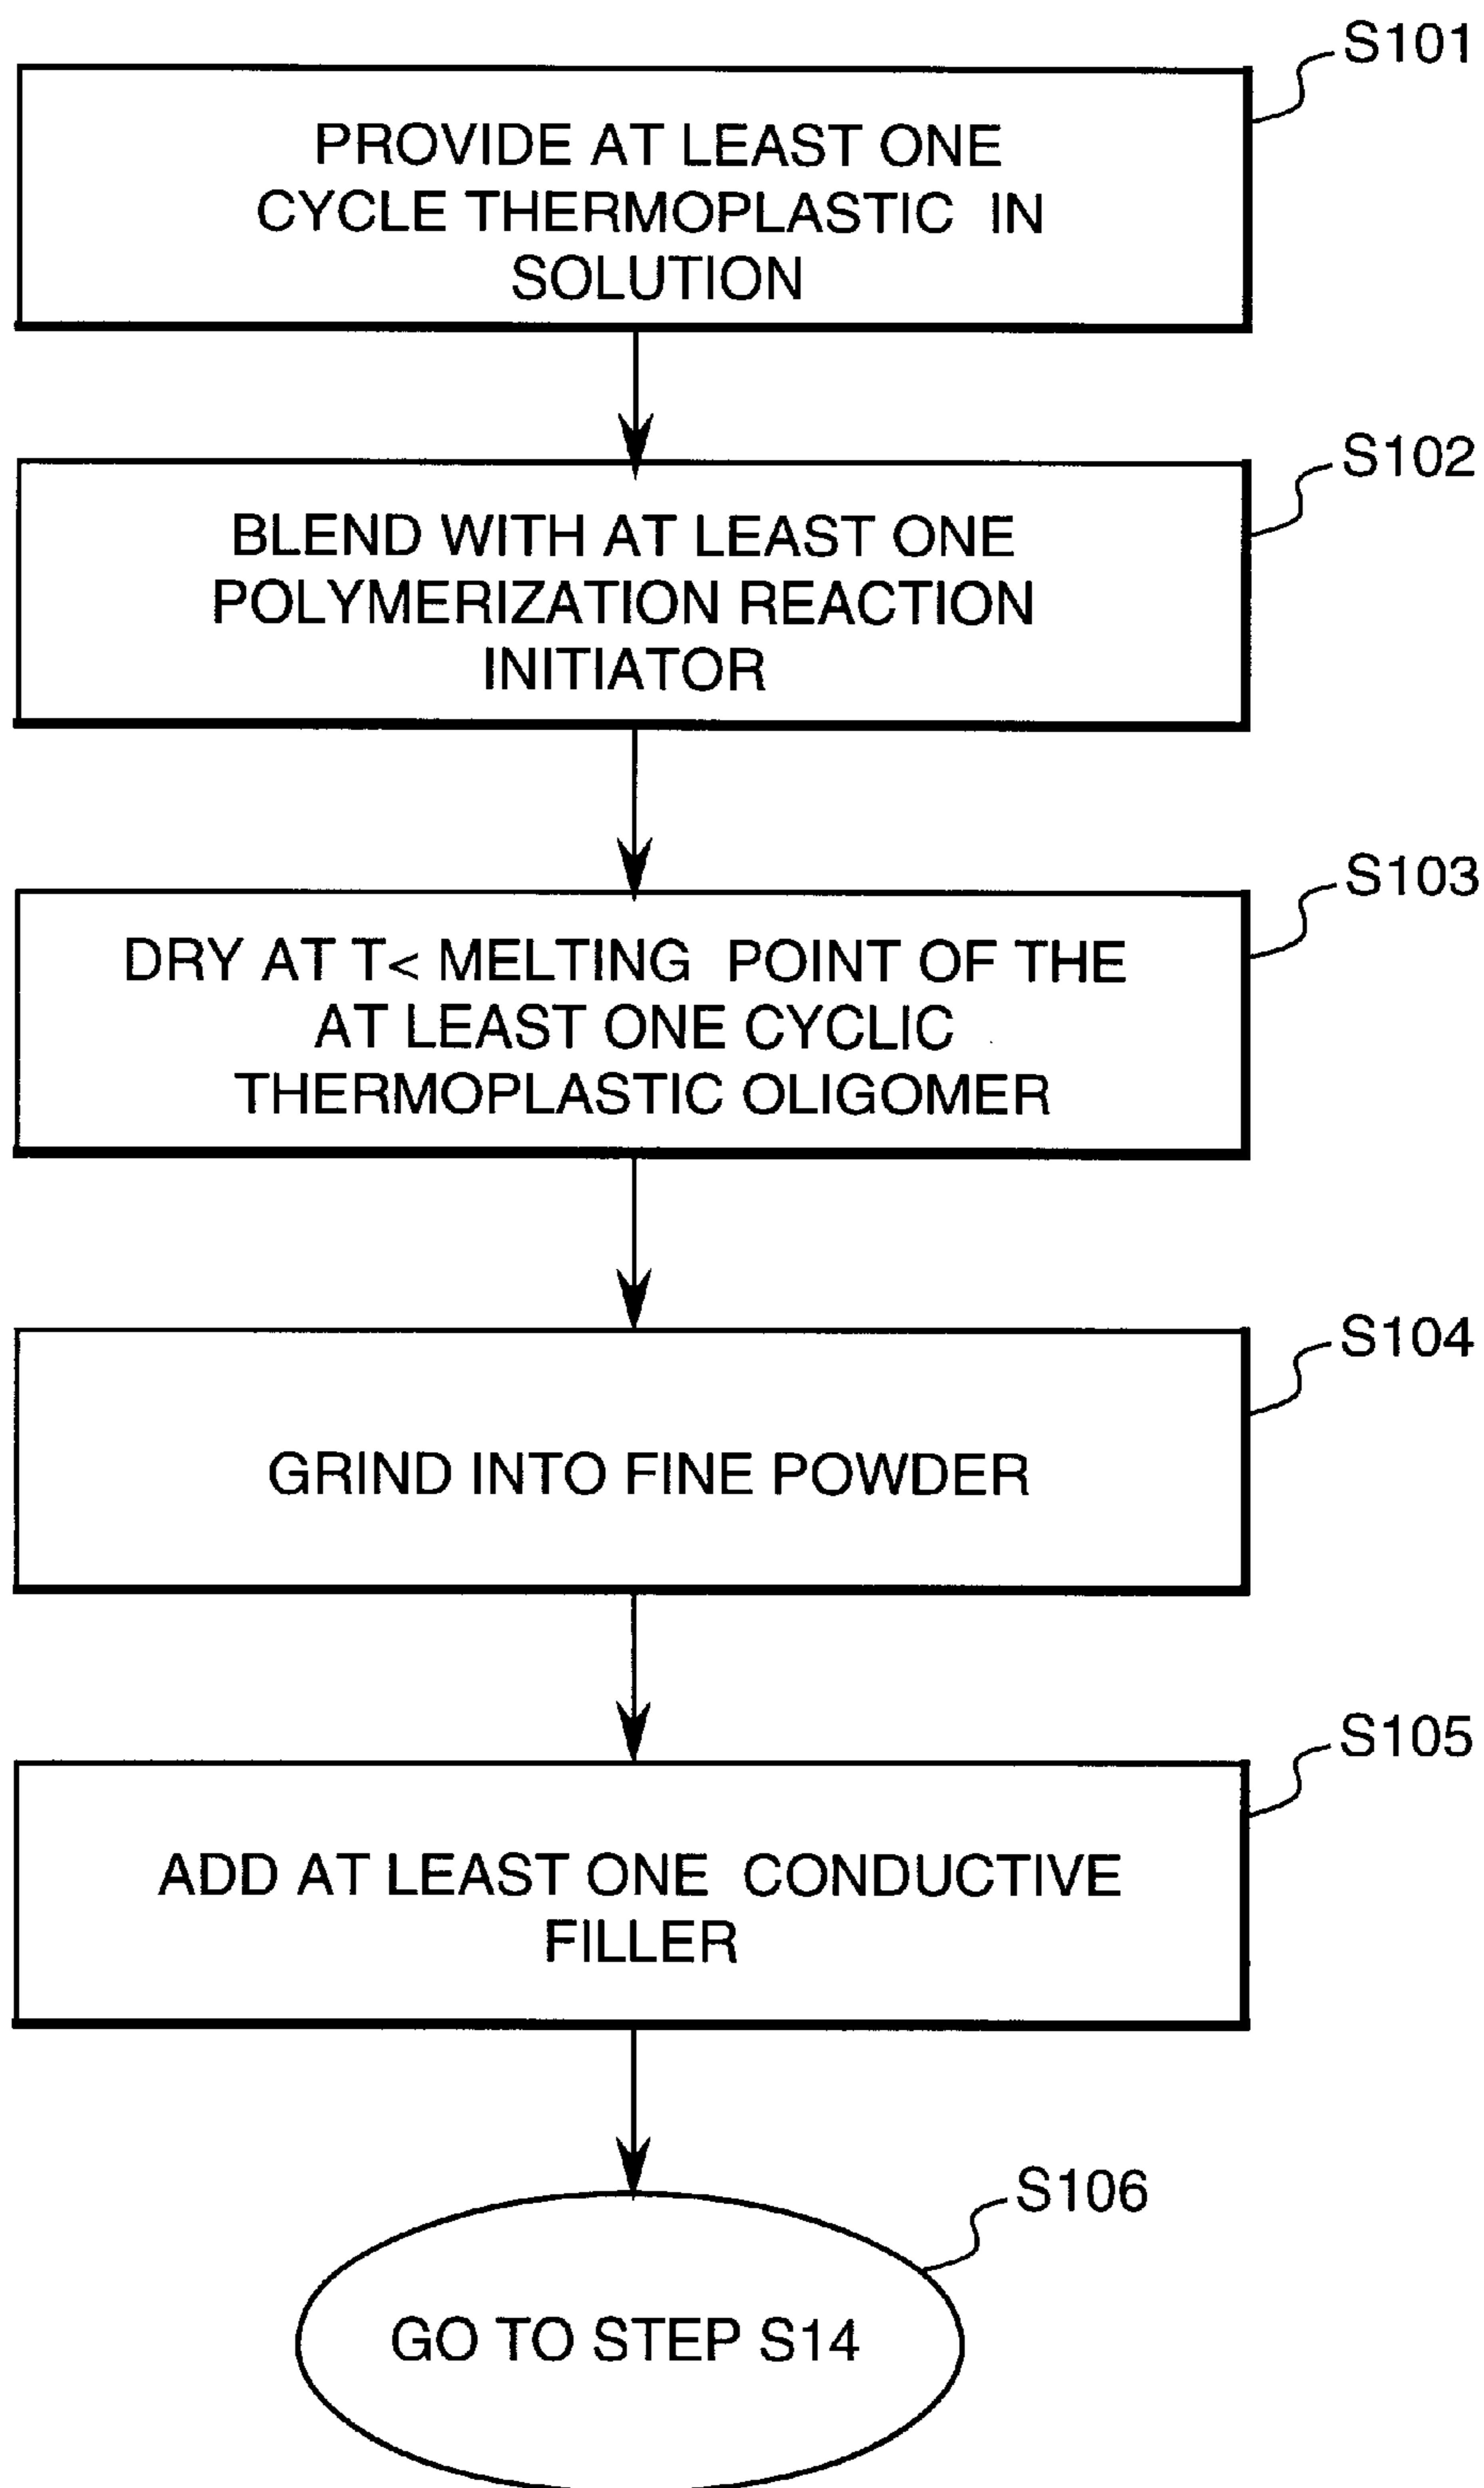 S101
PROVIDE AT LEAST ONE
CYCLE THERMOPLASTIC IN
SOLUTION
S102
BLEND WITH AT LEAST ONE
POLYMERIZATION REACTION
INITIATOR
S103
DRY AT T< MELTING POINT OF THE
AT LEAST ONE CYCLIC
THERMOPLASTIC OLIGOMER
S104
GRIND INTO FINE POWDER
S105
ADD AT LEAST ONE CONDUCTIVE
FILLER
S106
GO TO STEP S14